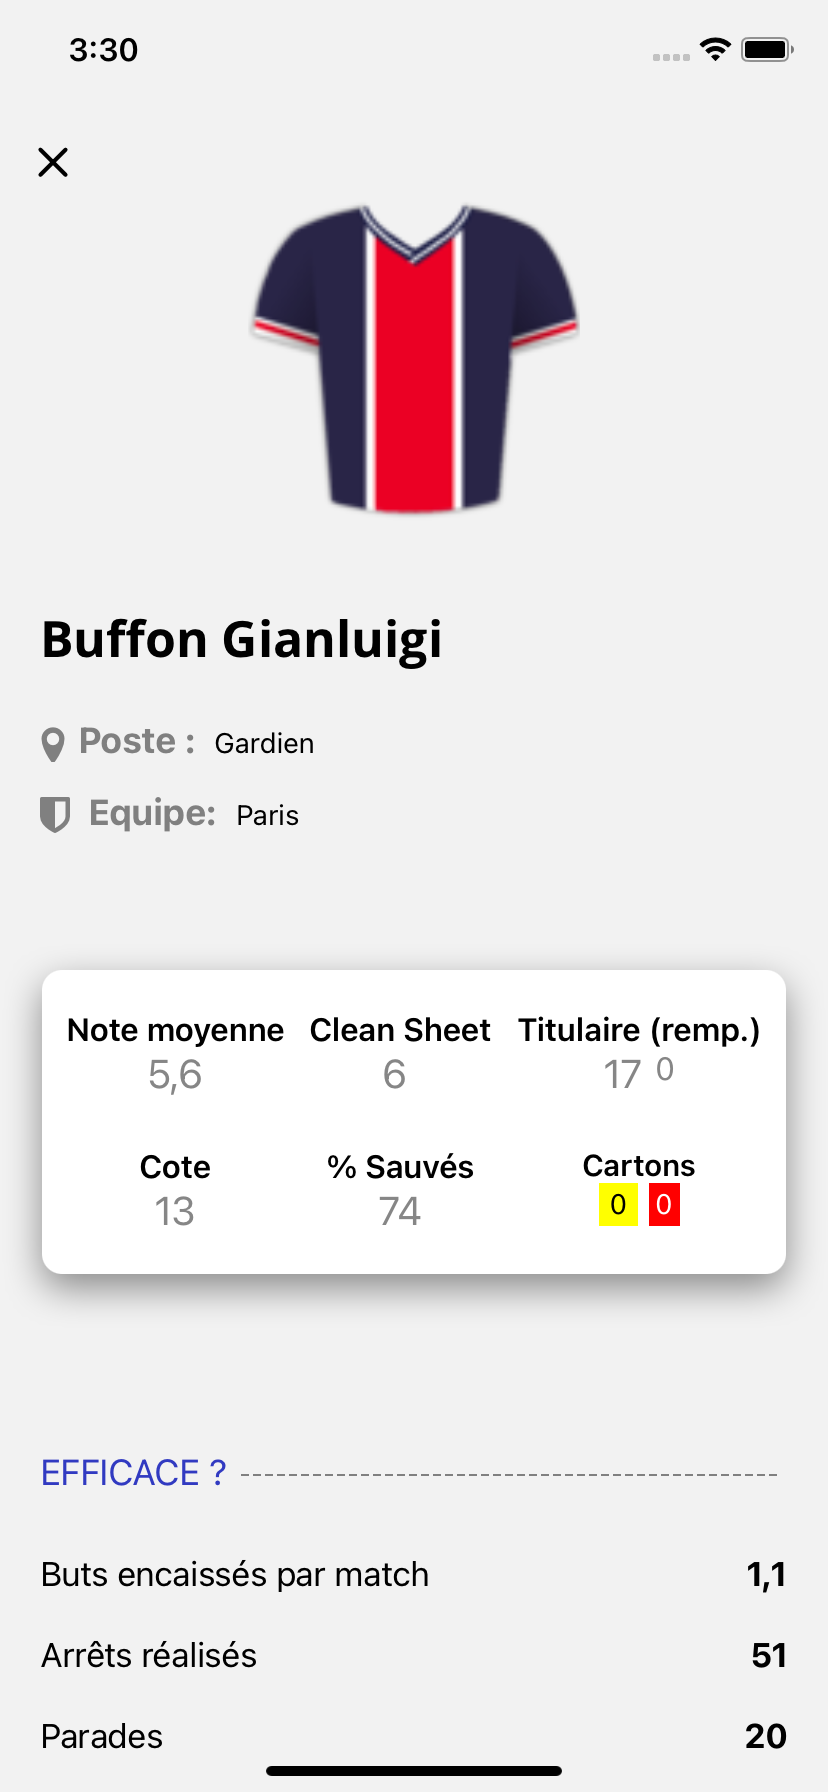 3:30
Buffon Gianluigi
Poste : Gardien
Equipe: Paris
Note moyenne Clean Sheet Titulaire (remp.)
5,6 6 17 0
Cote % Sauvés Cartons
13 74 0 0
EFFICACE ?
Buts encaissés par match 1,1
Arrêts réalisés 51
Parades 20